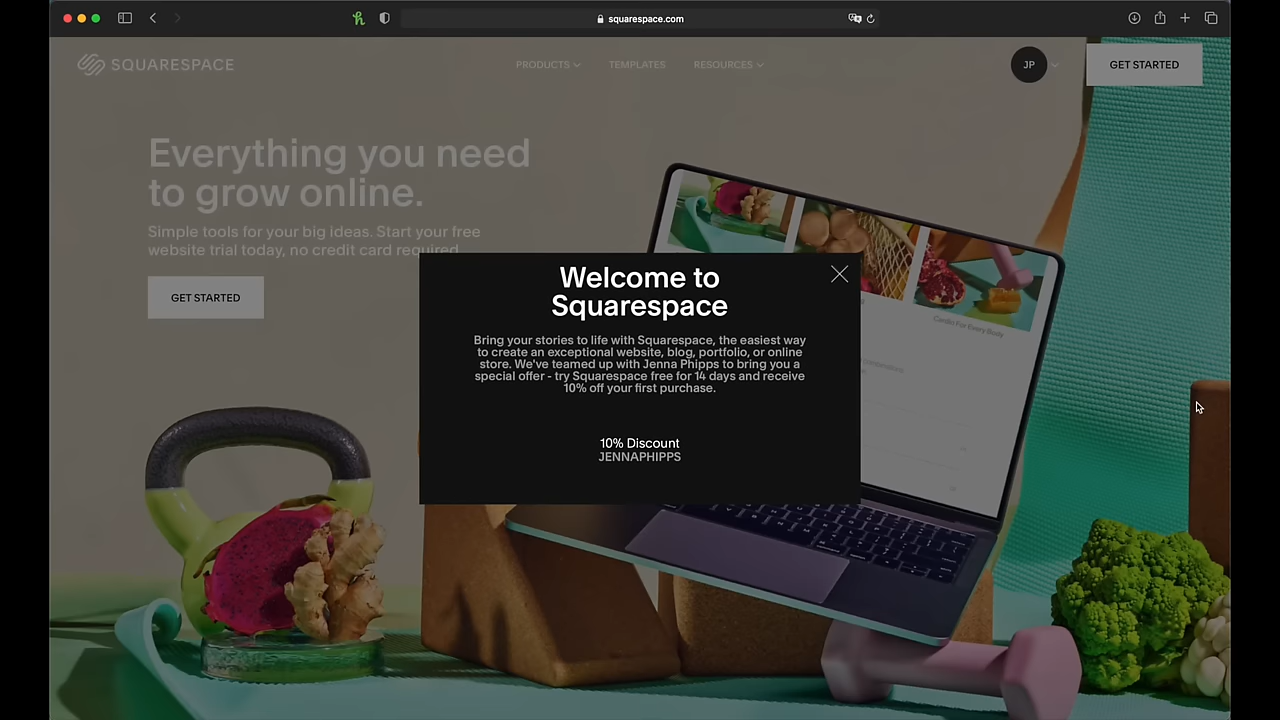 squarespace.com
SQUARESPACE
PRODUCTS
TEMPLATES
RESOURCES
JP
GET STARTED
Everything you need
to grow online.
Simple tools for your big ideas. Start your free
website trial today, no credit card required.
GET STARTED
Welcome to
Squarespace
Bring your stories to life with Squarespace, the easiest way
to create an exceptional website, blog, portfolio, or online
store. We've teamed up with Jenna Phipps to bring you a
special offer - try Squarespace free for 14 days and receive
10% off your first purchase.
10% Discount
JENNAPHIPPS
Cardio For Every Body